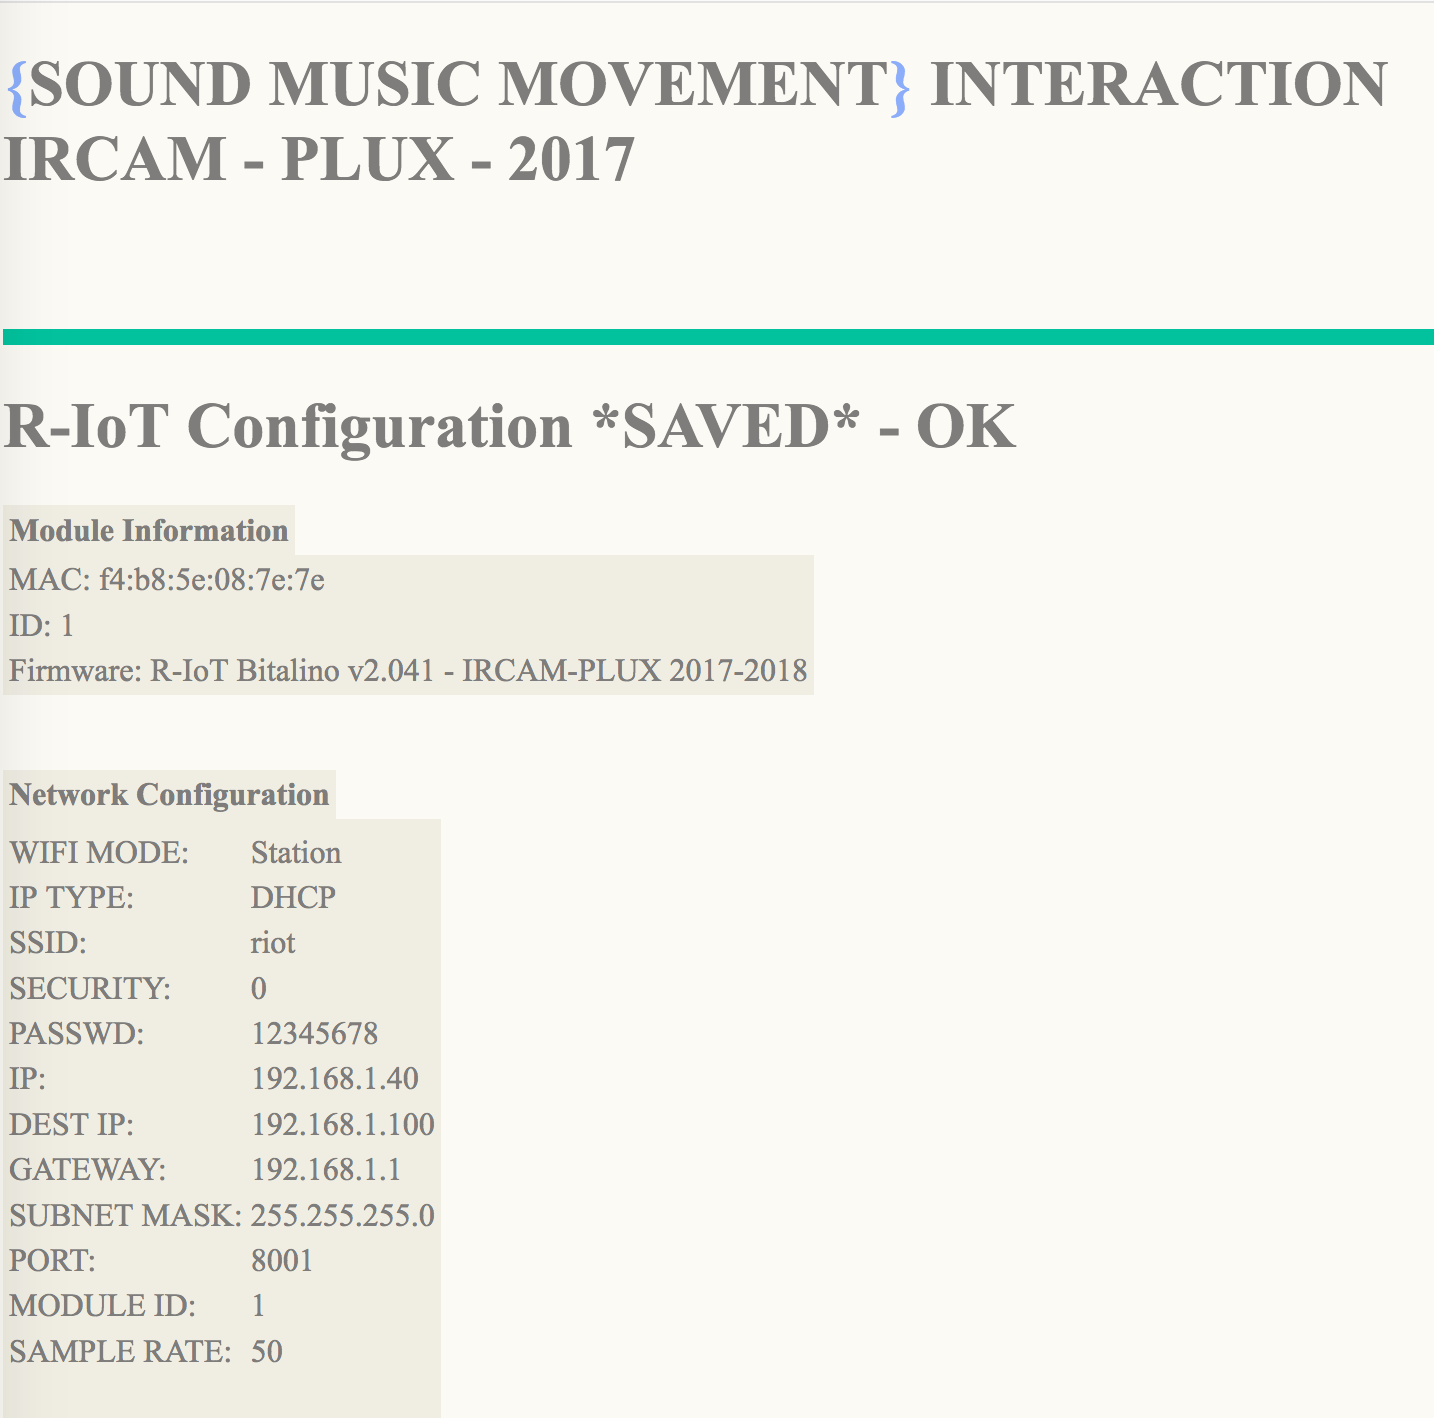 {SOUND MUSIC MOVEMENT} INTERACTION
IRCAM - PLUX - 2017
R-IoT Configuration *SAVED* - OK
Module Information
MAC: f4:b8:5e:08:7e:7e
ID: 1
Firmware: R-IoT Bitalino v2.041 - IRCAM-PLUX 2017-2018
Network Configuration
WIFI MODE: Station
IP TYPE: DHCP
SSID: riot
SECURITY: 0
PASSWD: 12345678
IP: 192.168.1.40
DEST IP: 192.168.1.100
GATEWAY: 192.168.1.1
SUBNET MASK: 255.255.255.0
PORT: 8001
MODULE ID: 1
SAMPLE RATE: 50